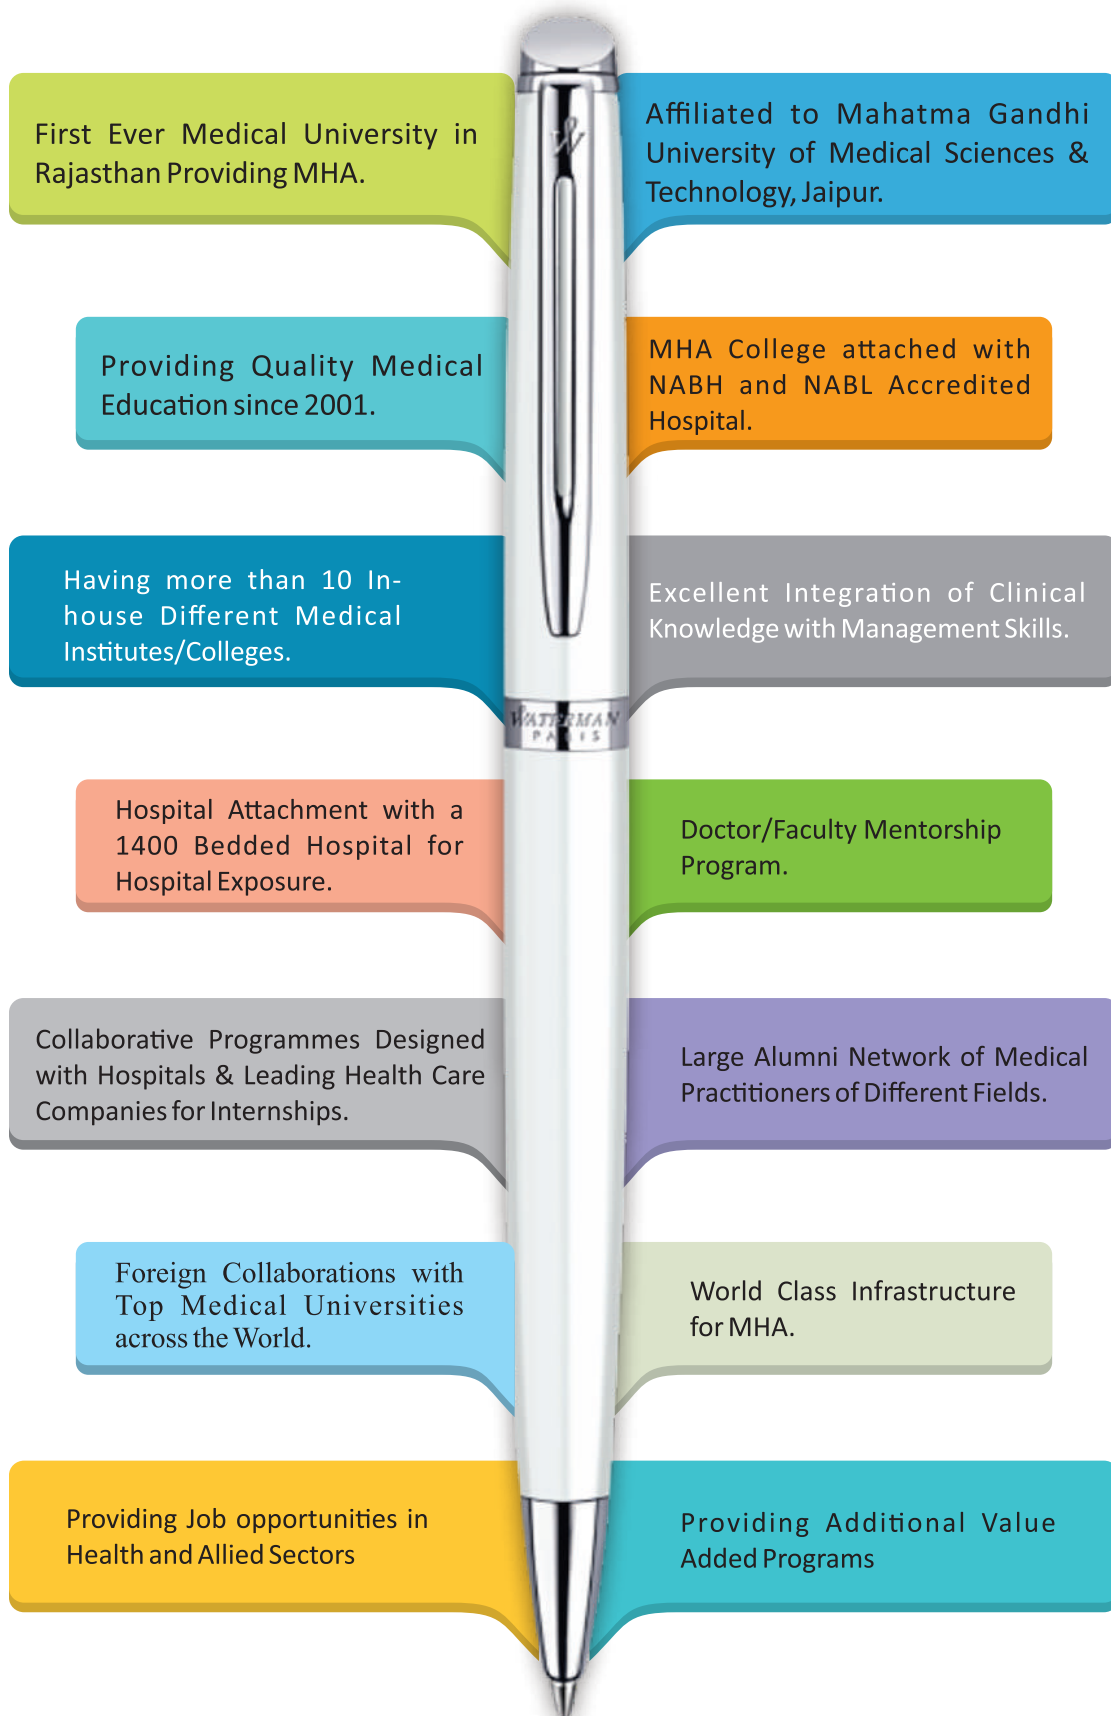 First Ever Medical University in
Rajasthan Providing MHA.
Affiliated to Mahatma Gandhi
University of Medical Sciences &
Technology, Jaipur.
Providing Quality Medical
Education since 2001.
MHA College attached with
NABH and NABL Accredited
Hospital.
Having more than 10 In-
house Different Medical
Institutes/Colleges.
Excellent Integration of Clinical
Knowledge with Management Skills.
WATERMAN
PARIS
Hospital Attachment with a
1400 Bedded Hospital for
Hospital Exposure.
Doctor/Faculty Mentorship
Program.
Collaborative Programmes Designed
with Hospitals & Leading Health Care
Companies for Internships.
Large Alumni Network of Medical
Practitioners of Different Fields.
Foreign Collaborations with
Top Medical Universities
across the World.
World Class Infrastructure
for MHA.
Providing Job opportunities in
Health and Allied Sectors
Providing Additional Value
Added Programs